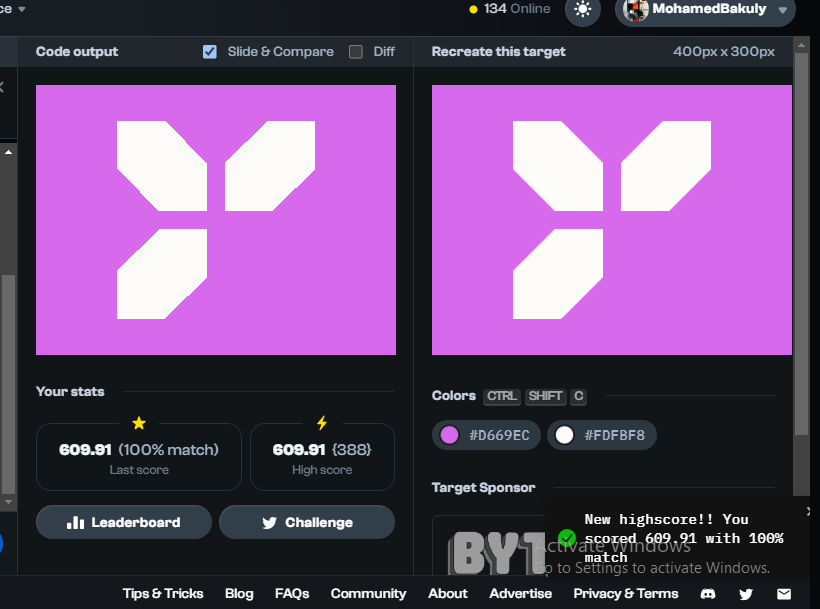 ce
134 Online
MohamedBakuly
Code output
Slide & Compare
Diff
Recreate this target
400px x 300px
Your stats
609.91 (100% match)
Last score
609.91 {388}
High score
Leaderboard
Challenge
Colors CTRL SHIFT C
#D669EC
#FDFBF8
Target Sponsor
BYT
New highscore!! You
scored 609.91 with 100%
match
Activate Windows
Go to Settings to activate Windows.
Tips & Tricks Blog FAQs Community About Advertise Privacy & Terms